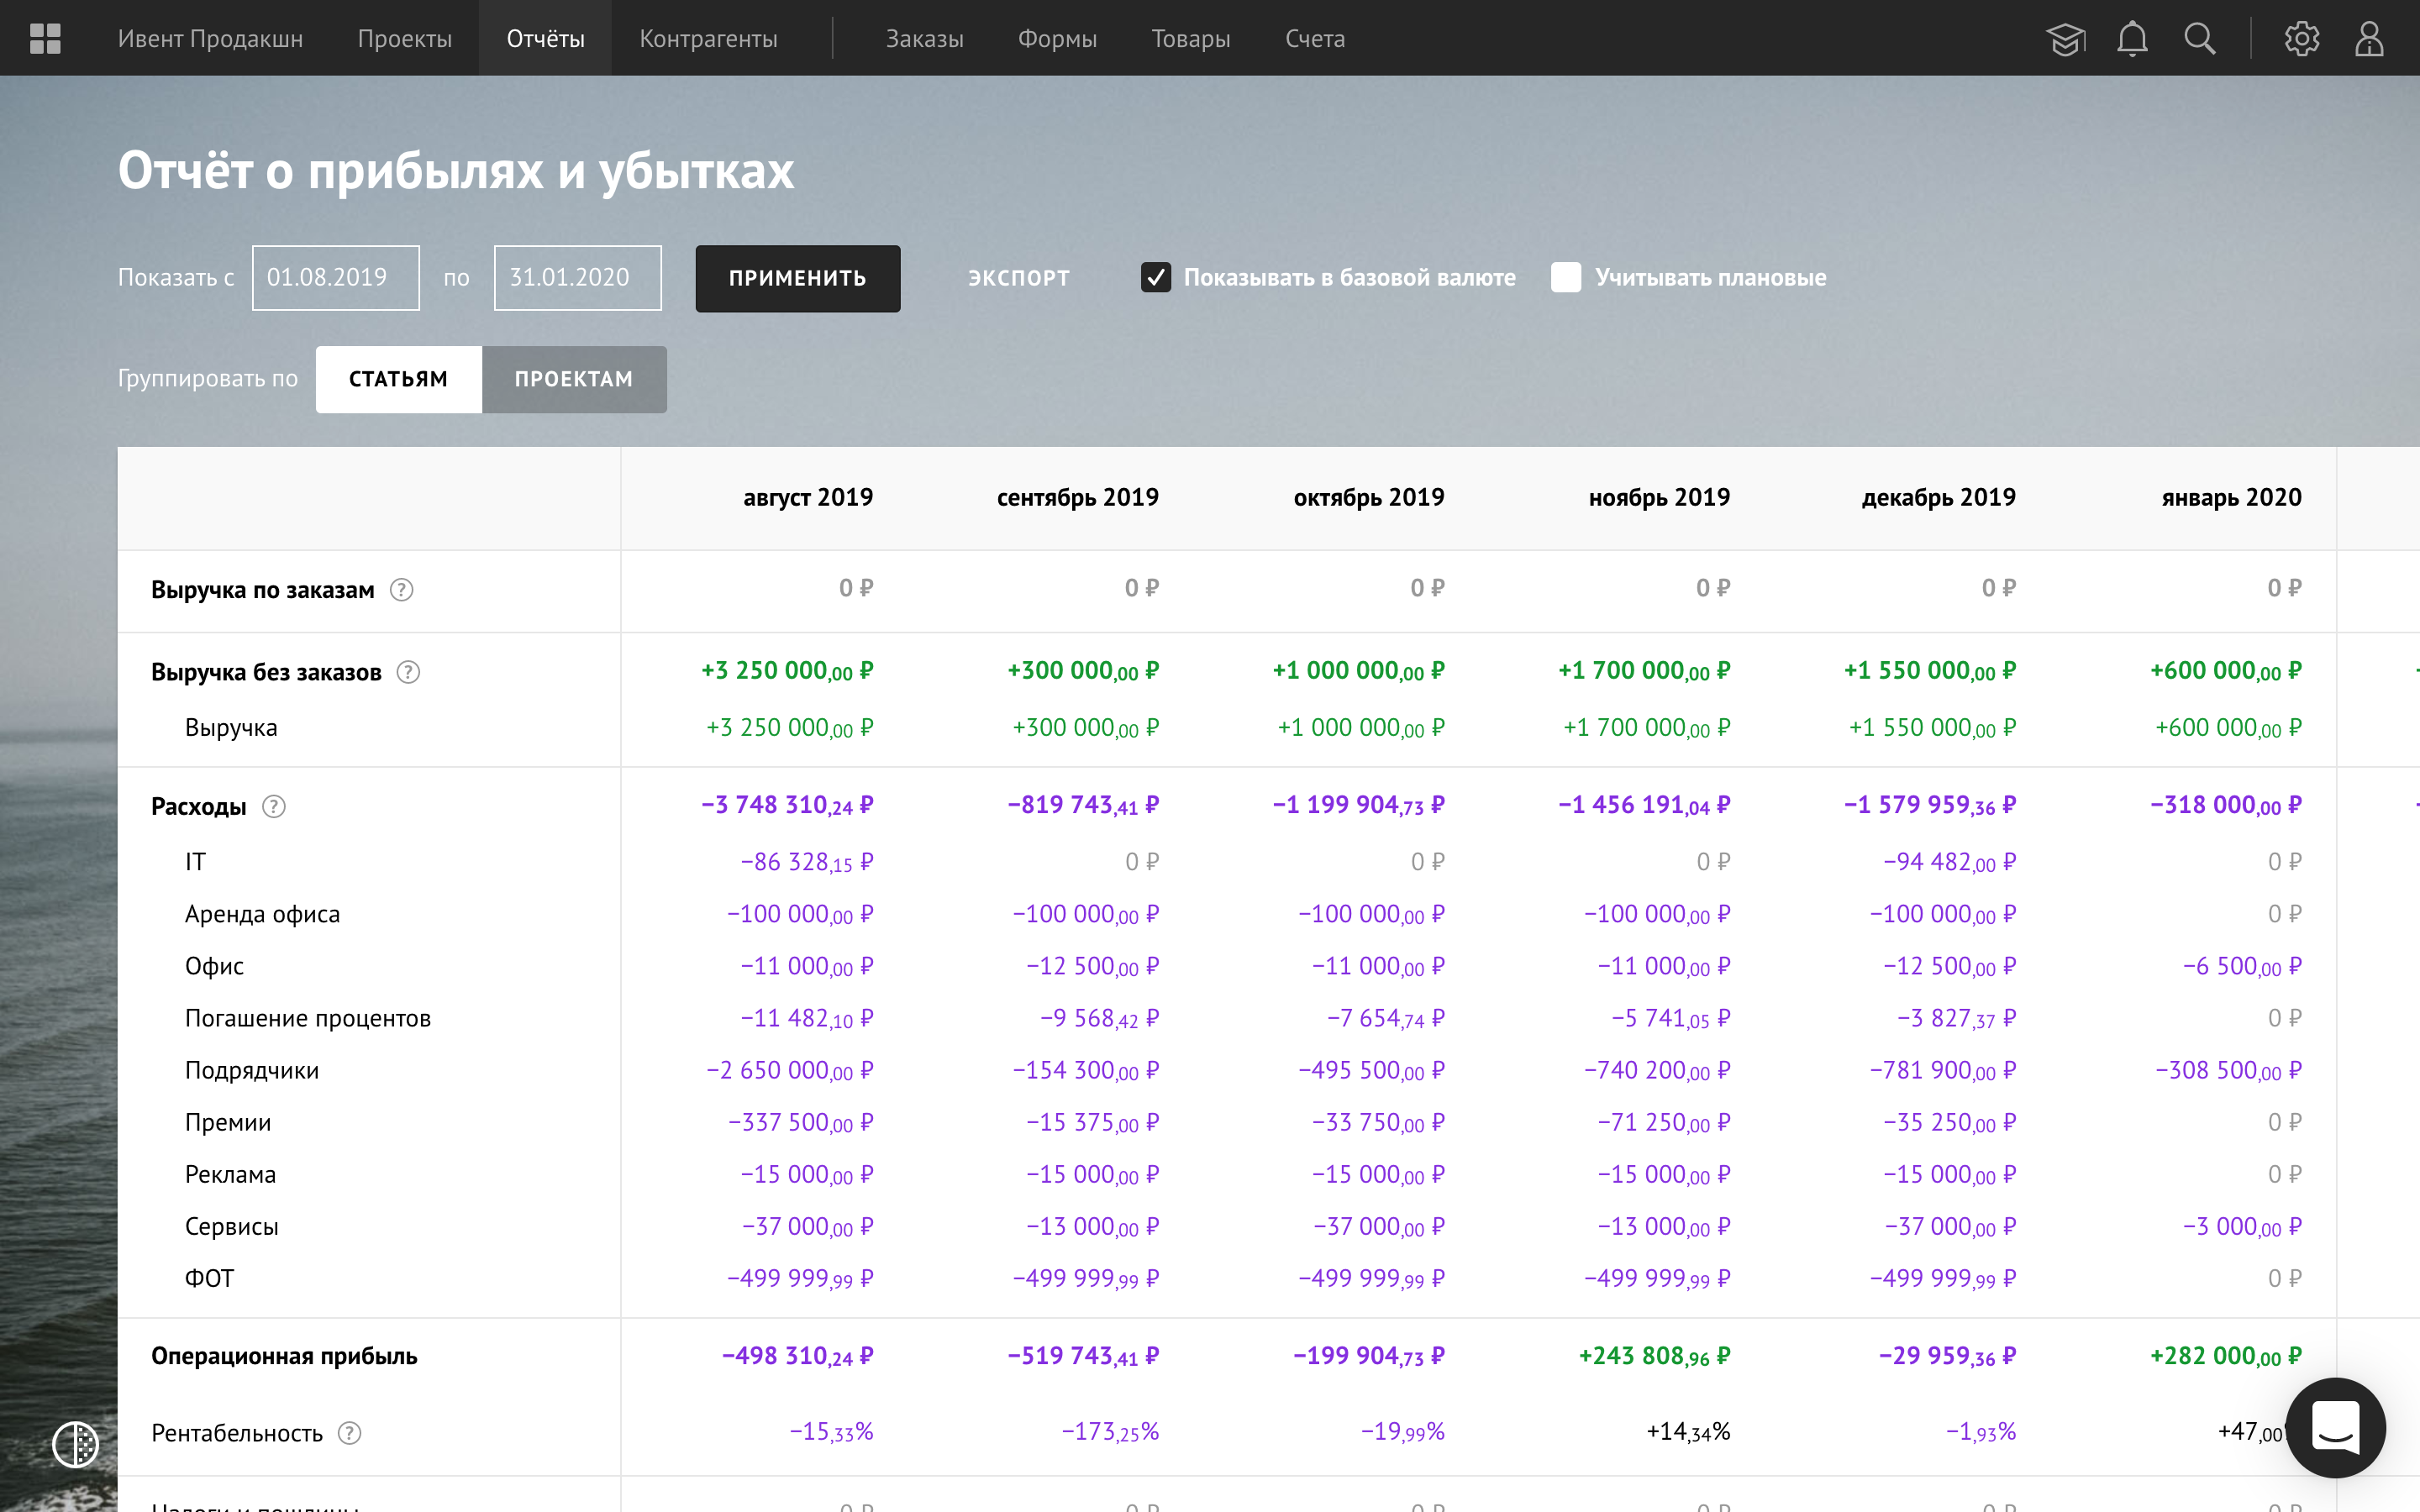 Ивент Продакшн Проекты Отчёты Контрагенты Заказы Формы Товары Счета
Отчёт о прибылях и убытках
Показать с 01.08.2019 по 31.01.2020 ПРИМЕНИТЬ ЭКСПОРТ Показывать в базовой валюте Учитывать плановые
Группировать по СТАТЬЯМ ПРОЕКТАМ
август 2019 сентябрь 2019 октябрь 2019 ноябрь 2019 декабрь 2019 январь 2020
Выручка по заказам ? 0 ₽ 0 ₽ 0 ₽ 0 ₽ 0 ₽ 0 ₽
Выручка без заказов ? +3 250 000,00 ₽ +300 000,00 ₽ +1 000 000,00 ₽ +1 700 000,00 ₽ +1 550 000,00 ₽ +600 000,00 ₽
Выручка +3 250 000,00 ₽ +300 000,00 ₽ +1 000 000,00 ₽ +1 700 000,00 ₽ +1 550 000,00 ₽ +600 000,00 ₽
Расходы ? −3 748 310,24 ₽ −819 743,41 ₽ −1 199 904,73 ₽ −1 456 191,04 ₽ −1 579 959,36 ₽ −318 000,00 ₽
IT −86 328,15 ₽ 0 ₽ 0 ₽ 0 ₽ −94 482,00 ₽ 0 ₽
Аренда офиса −100 000,00 ₽ −100 000,00 ₽ −100 000,00 ₽ −100 000,00 ₽ −100 000,00 ₽ 0 ₽
Офис −11 000,00 ₽ −12 500,00 ₽ −11 000,00 ₽ −11 000,00 ₽ −12 500,00 ₽ −6 500,00 ₽
Погашение процентов −11 482,10 ₽ −9 568,42 ₽ −7 654,74 ₽ −5 741,05 ₽ −3 827,37 ₽ 0 ₽
Подрядчики −2 650 000,00 ₽ −154 300,00 ₽ −495 500,00 ₽ −740 200,00 ₽ −781 900,00 ₽ −308 500,00 ₽
Премии −337 500,00 ₽ −15 375,00 ₽ −33 750,00 ₽ −71 250,00 ₽ −35 250,00 ₽ 0 ₽
Реклама −15 000,00 ₽ −15 000,00 ₽ −15 000,00 ₽ −15 000,00 ₽ −15 000,00 ₽ 0 ₽
Сервисы −37 000,00 ₽ −13 000,00 ₽ −37 000,00 ₽ −13 000,00 ₽ −37 000,00 ₽ −3 000,00 ₽
ФОТ −499 999,99 ₽ −499 999,99 ₽ −499 999,99 ₽ −499 999,99 ₽ −499 999,99 ₽ 0 ₽
Операционная прибыль −498 310,24 ₽ −519 743,41 ₽ −199 904,73 ₽ +243 808,96 ₽ −29 959,36 ₽ +282 000,00 ₽
Рентабельность ? −15,33% −173,25% −19,99% +14,34% −1,93% +47,00%
Налоги и пошлины 0 ₽ 0 ₽ 0 ₽ 0 ₽ 0 ₽ 0 ₽